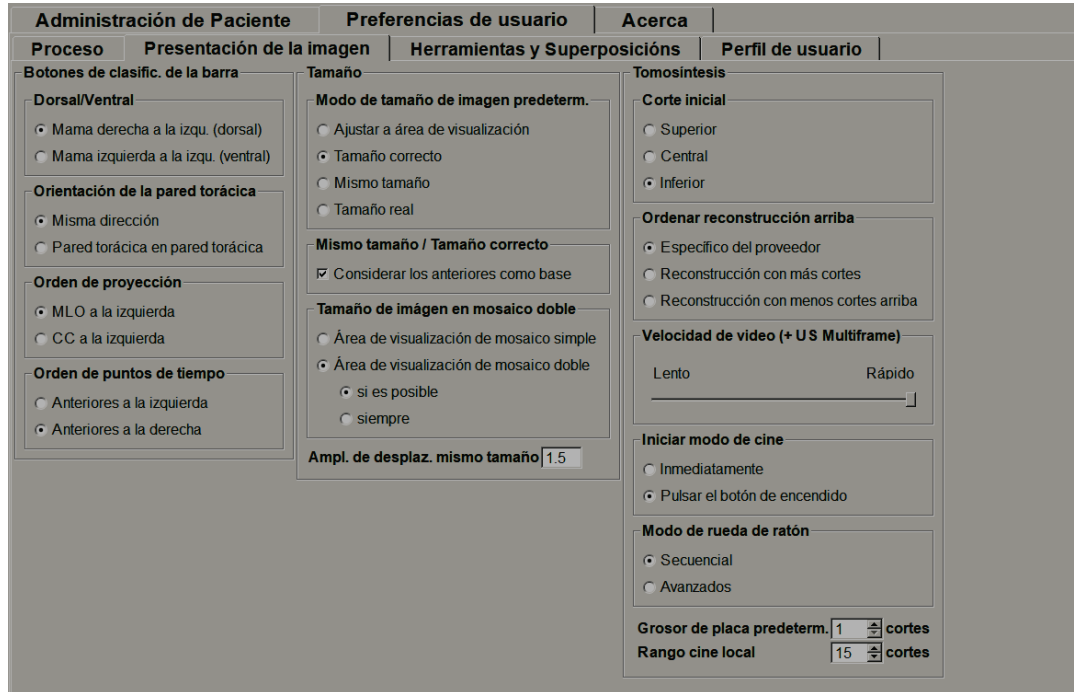 Administración de Paciente
Preferencias de usuario
Acerca
Proceso
Presentación de la imagen
Herramientas y Superposicións
Perfil de usuario
Botones de clasific. de la barra
Dorsal/Ventral
Mama derecha a la izqu. (dorsal)
Mama izquierda a la izqu. (ventral)
Orientación de la pared torácica
Misma dirección
Pared torácica en pared torácica
Orden de proyección
MLO a la izquierda
CC a la izquierda
Orden de puntos de tiempo
Anteriores a la izquierda
Anteriores a la derecha
Tamaño
Modo de tamaño de imagen predeterm.
Ajustar a área de visualización
Tamaño correcto
Mismo tamaño
Tamaño real
Mismo tamaño / Tamaño correcto
Considerar los anteriores como base
Tamaño de imágen en mosaico doble
Área de visualización de mosaico simple
Área de visualización de mosaico doble
si es posible
siempre
Ampl. de desplaz. mismo tamaño 1.5
Tomosíntesis
Corte inicial
Superior
Central
Inferior
Ordenar reconstrucción arriba
Específico del proveedor
Reconstrucción con más cortes
Reconstrucción con menos cortes arriba
Velocidad de video (+ US Multiframe)
Lento Rápido
Iniciar modo de cine
Inmediatamente
Pulsar el botón de encendido
Modo de rueda de ratón
Secuencial
Avanzados
Grosor de placa predeterm. 1 cortes
Rango cine local 15 cortes